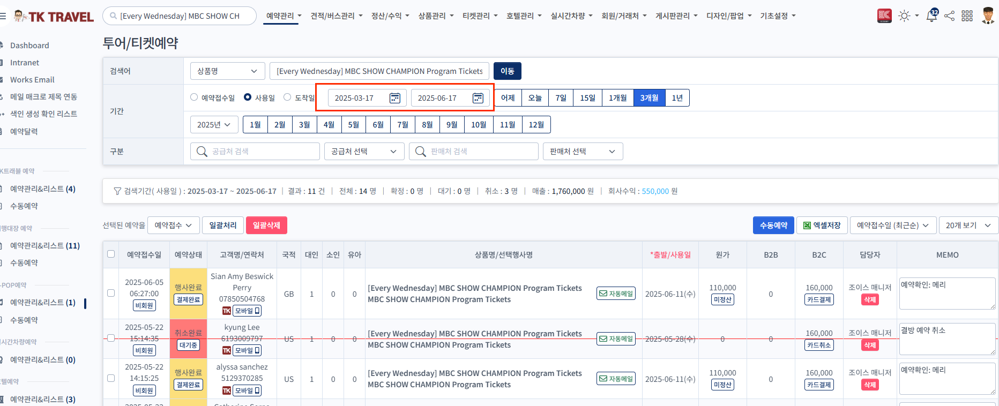 TK TRAVEL
[Every Wednesday] MBC SHOW CH
예약관리
견적/버스관리
정산/수익
상품관리
티켓관리
호텔관리
실시간차량
회원/거래처
게시판관리
디자인/팝업
기초설정
EC
32
Dashboard
Intranet
Works Email
메일 매크로 제목 연동
색인 생성 확인 리스트
예약달력
K트래블 예약
예약관리&리스트 (4)
수동예약
행대장 예약
예약관리&리스트 (11)
수동예약
-POP예약
예약관리&리스트 (1)
수동예약
시간차량예약
예약관리&리스트 (0)
텔예약
예약관리&리스트 (3)
투어/티켓예약
검색어
상품명
[Every Wednesday] MBC SHOW CHAMPION Program Tickets
이동
기간
예약접수일 사용일 도착일
2025-03-17
2025-06-17
어제 오늘 7일 15일 1개월 3개월 1년
2025년
1월 2월 3월 4월 5월 6월 7월 8월 9월 10월 11월 12월
구분
공급처 검색
공급처 선택
판매처 검색
판매처 선택
검색기간( 사용일 ) : 2025-03-17 ~ 2025-06-17 | 결과 : 11 건 | 전체 : 14 명 | 확정 : 0 명 | 대기 : 0 명 | 취소 : 3 명 | 매출 : 1,760,000 원 | 회사수익 : 550,000 원
선택된 예약을 예약접수 일괄처리 일괄삭제
수동예약 엑셀저장 예약접수일 (최근순) 20개 보기
예약접수일 예약상태 고객명/연락처 국적 대인 소인 유아 상품명/선택행사명 *출발/사용일 원가 B2B B2C 담당자 MEMO
2025-06-05
06:27:00
비회원
행사완료
결제완료
Sian Amy Beswick
Perry
07850504768
TK 모바일
GB
1
0
0
[Every Wednesday] MBC SHOW CHAMPION Program Tickets
MBC SHOW CHAMPION Program Tickets
자동메일
2025-06-11(수)
110,000
미정산
0
160,000
카드결제
조이스 매니저
삭제
예약확인: 메리
2025-05-22
15:14:35
비회원
취소완료
대기중
kyung Lee
6193009797
TK 모바일
US
1
0
0
[Every Wednesday] MBC SHOW CHAMPION Program Tickets
MBC SHOW CHAMPION Program Tickets
자동메일
2025-05-28(수)
0
0
160,000
카드취소
조이스 매니저
삭제
결방 예약 취소
2025-05-22
14:15:25
비회원
행사완료
결제완료
alyssa sanchez
5129370285
TK 모바일
US
1
0
0
[Every Wednesday] MBC SHOW CHAMPION Program Tickets
MBC SHOW CHAMPION Program Tickets
자동메일
2025-06-11(수)
110,000
미정산
0
160,000
카드결제
조이스 매니저
삭제
예약확인: 메리
2025-05-22